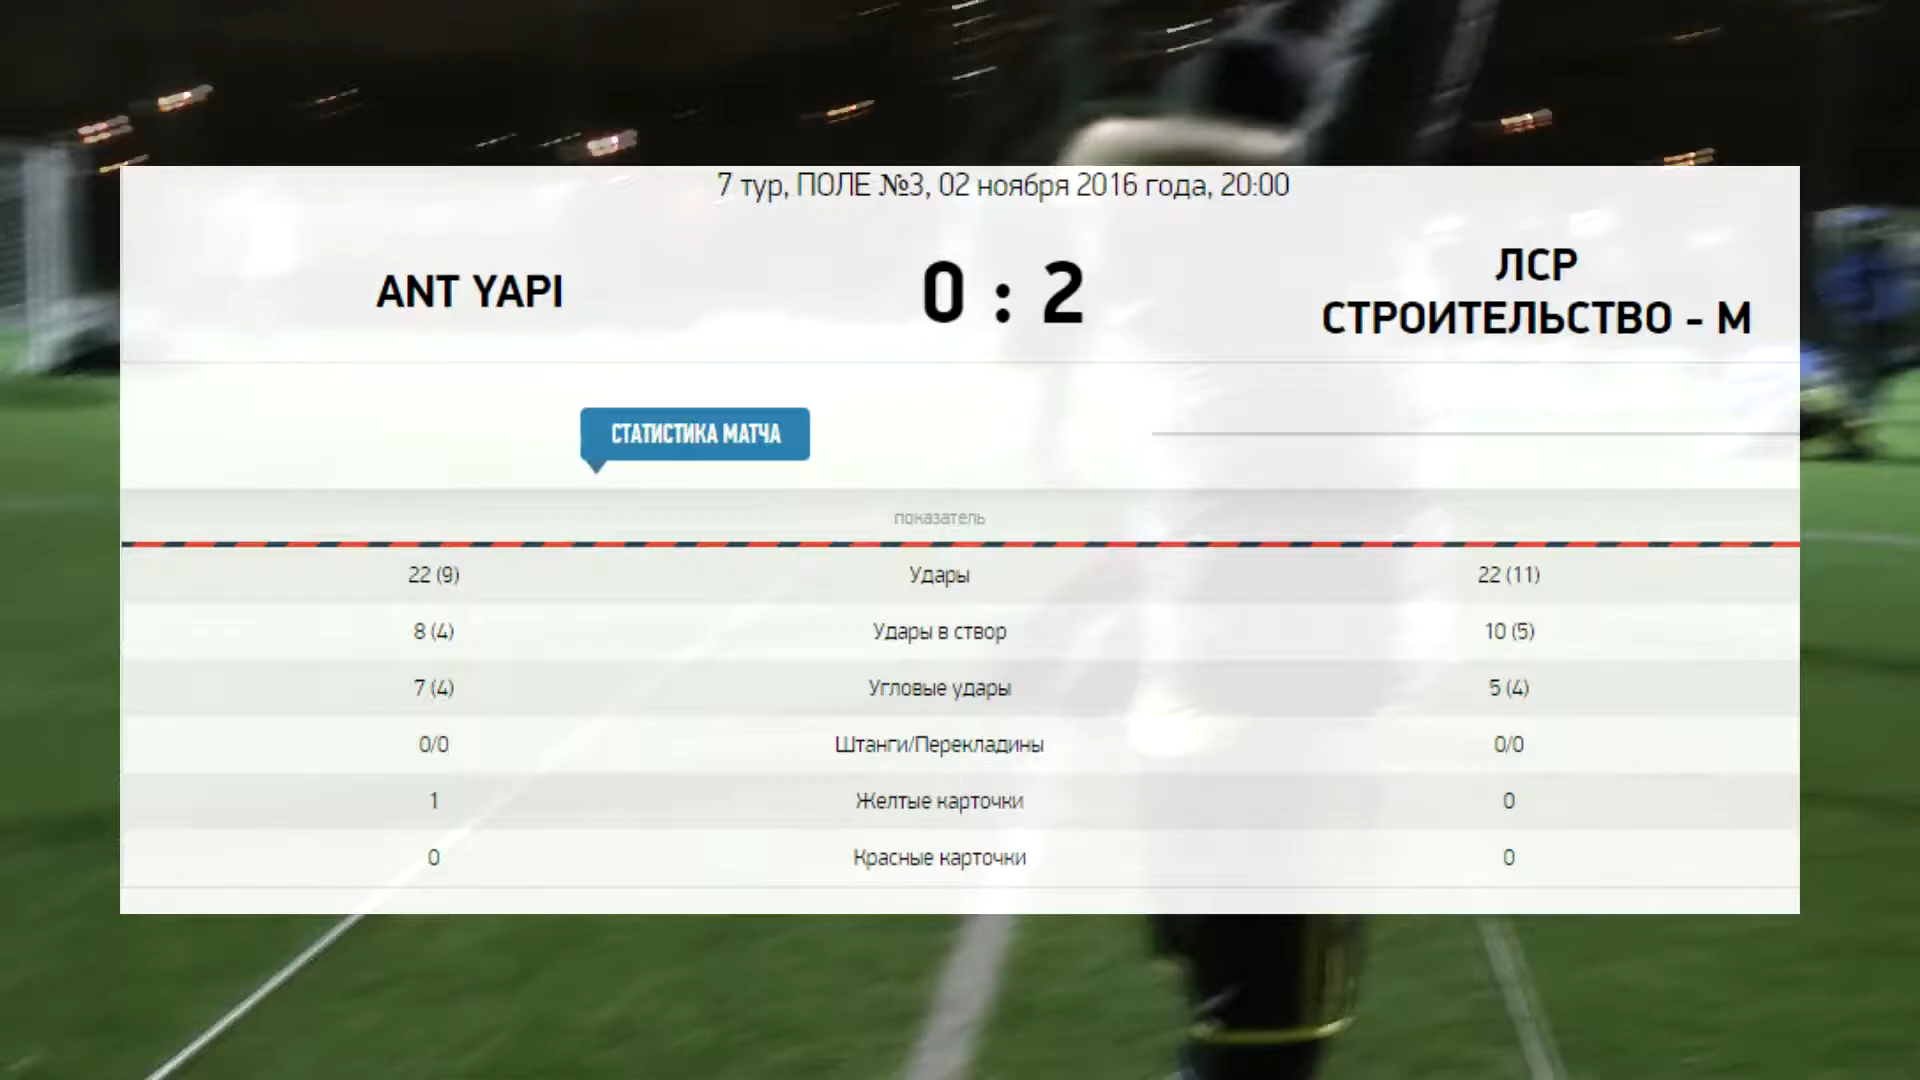 7 тур, ПОЛЕ №3, 02 ноября 2016 года, 20:00
ANT YAPI
0 : 2
ЛСР
СТРОИТЕЛЬСТВО - М
СТАТИСТИКА МАТЧА
показатель
22 (9) Удары 22 (11)
8 (4) Удары в створ 10 (5)
7 (4) Угловые удары 5 (4)
0/0 Штанги/Перекладины 0/0
1 Желтые карточки 0
0 Красные карточки 0